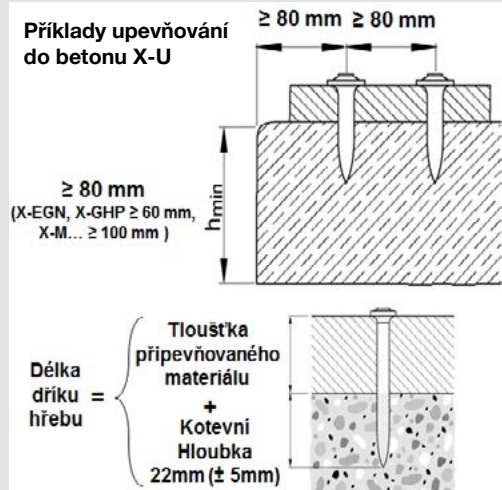 Příklady upevňování
do betonu X-U
≥ 80 mm ≥ 80 mm
≥ 80 mm
(X-EGN, X-GHP ≥ 60 mm,
X-M... ≥ 100 mm )
hmin
Délka
dříku =
hřebu
Tloušťka
připevňovaného
materiálu
+
Kotevní
Hloubka
22mm (± 5mm)